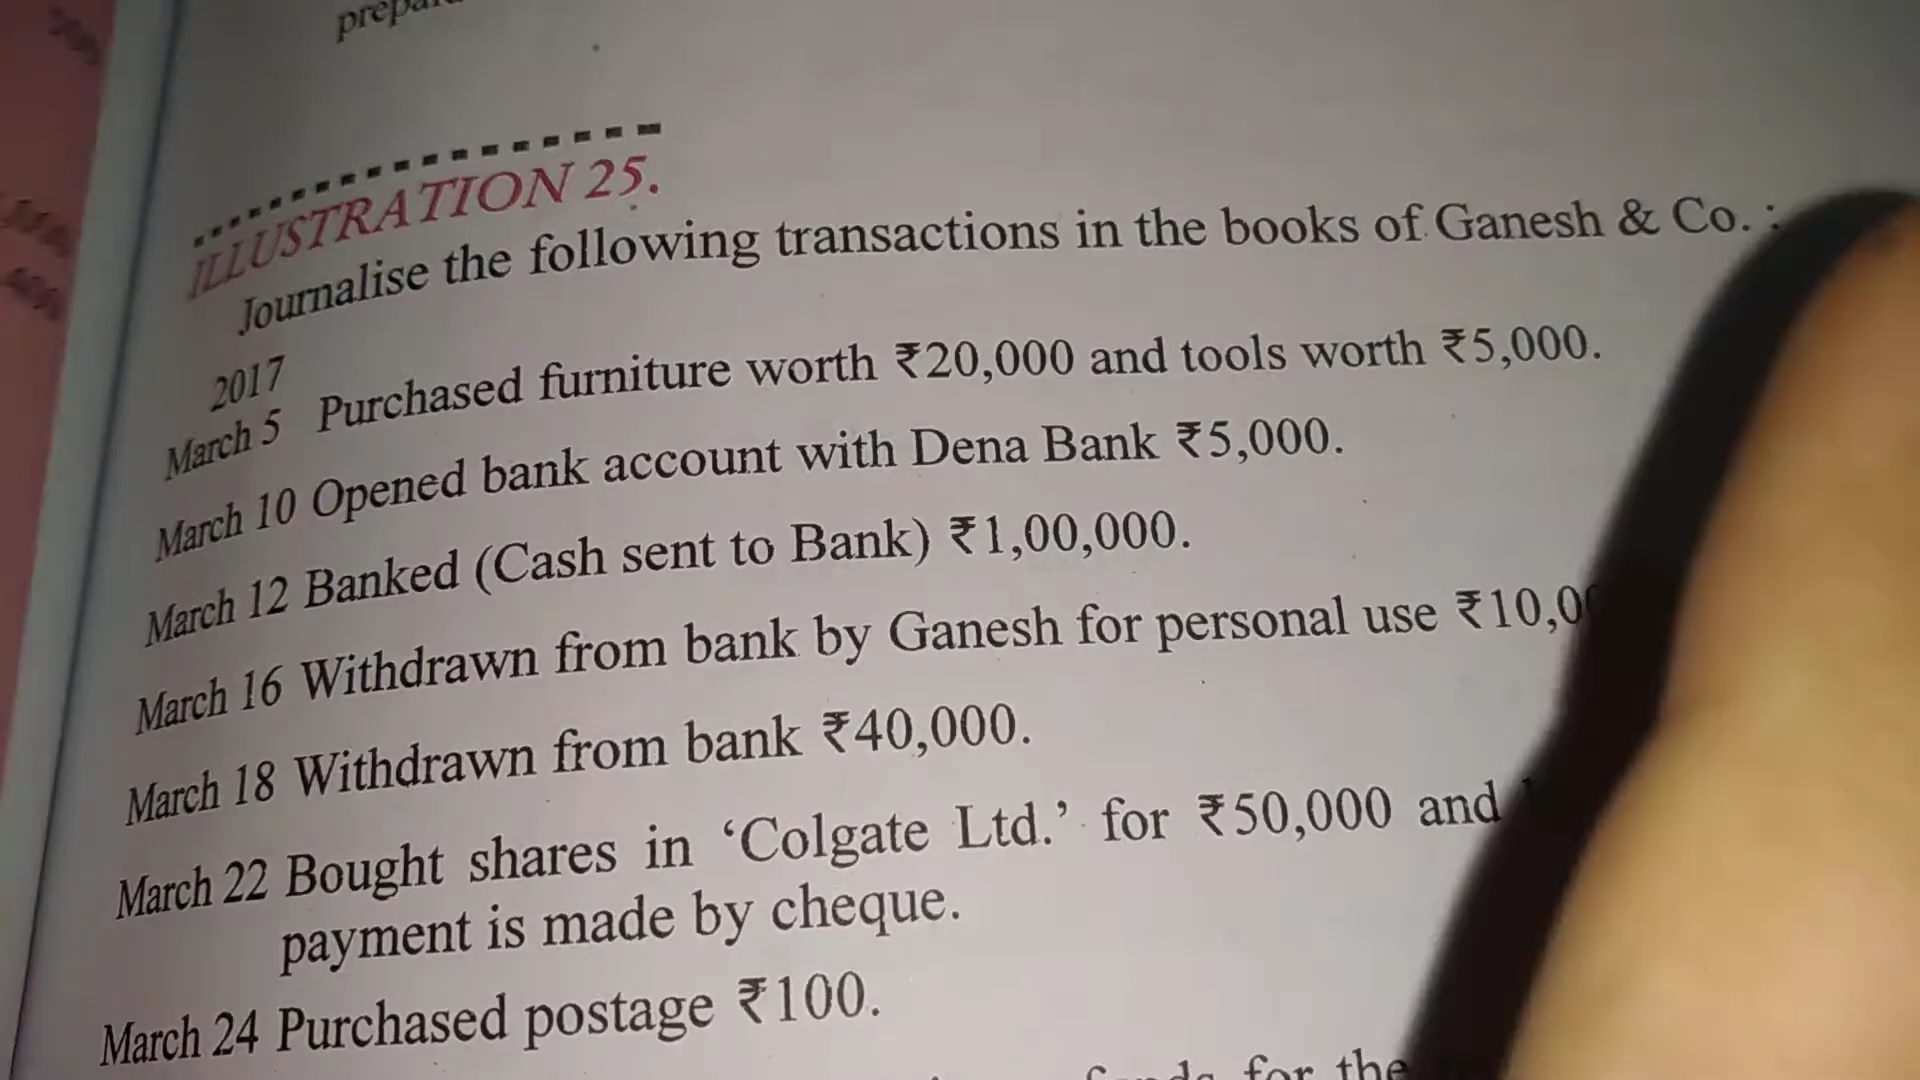 ILLUSTRATION 25.
Journalise the following transactions in the books of Ganesh & Co. :
2017
March 5 Purchased furniture worth ₹20,000 and tools worth ₹5,000.
March 10 Opened bank account with Dena Bank ₹5,000.
March 12 Banked (Cash sent to Bank) ₹1,00,000.
March 16 Withdrawn from bank by Ganesh for personal use
March 18 Withdrawn from bank ₹40,000.
March 22 Bought shares in ‘Colgate Ltd.’ for ₹50,000 and
payment is made by cheque.
March 24 Purchased postage ₹100.
for the